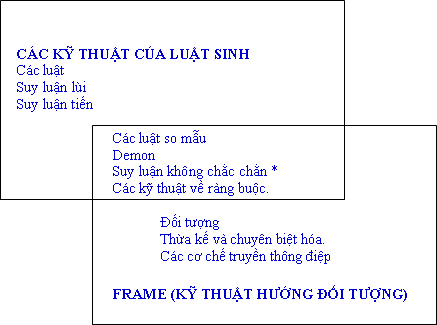 CÁC KỸ THUẬT CÚA LUẬT SINH
Các luật
Suy luận lùi
Suy luận tiến
Các luật so mẫu
Demon
Suy luận không chắc chắn *
Các kỹ thuật về ràng buộc.
Đối tượng
Thừa kế và chuyên biệt hóa.
Các cơ chế truyền thông điệp
FRAME (KỸ THUẬT HƯỚNG ĐỐI TƯỢNG)